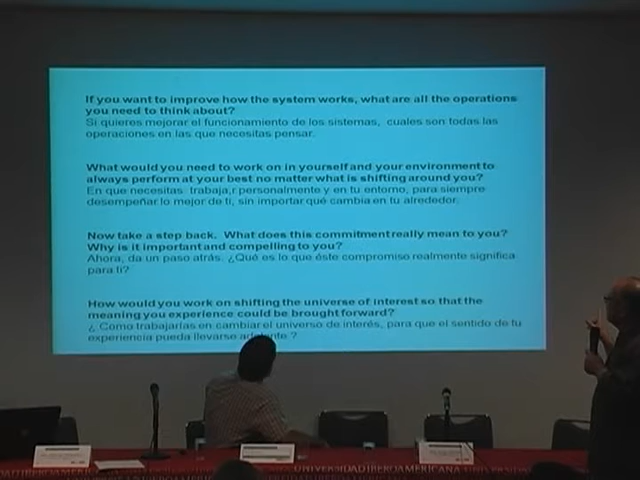 If you want to improve how the system works, what are all the operations
you need to think about?
Si quieres mejorar el funcionamiento de los sistemas, cuales son todas las
operaciones en las que necesitas pensar.
What would you need to work on in yourself and your environment to
always perform at your best no matter what is shifting around you?
En que necesitas trabaja,r personalmente y en tu entorno, para siempre
desempeñar lo mejor de ti, sin importar qué cambia en tu alrededor.
Now take a step back. What does this commitment really mean to you?
Why is it important and compelling to you?
Ahora, da un paso atrás. ¿Qué es lo que éste compromiso realmente significa
para ti?
How would you work on shifting the universe of interest so that the
meaning you experience could be brought forward?
¿ Como trabajarías en cambiar el universo de interés, para que el sentido de tu
experiencia pueda llevarse ?
UNIVERSIDAD IBEROAMERICANA